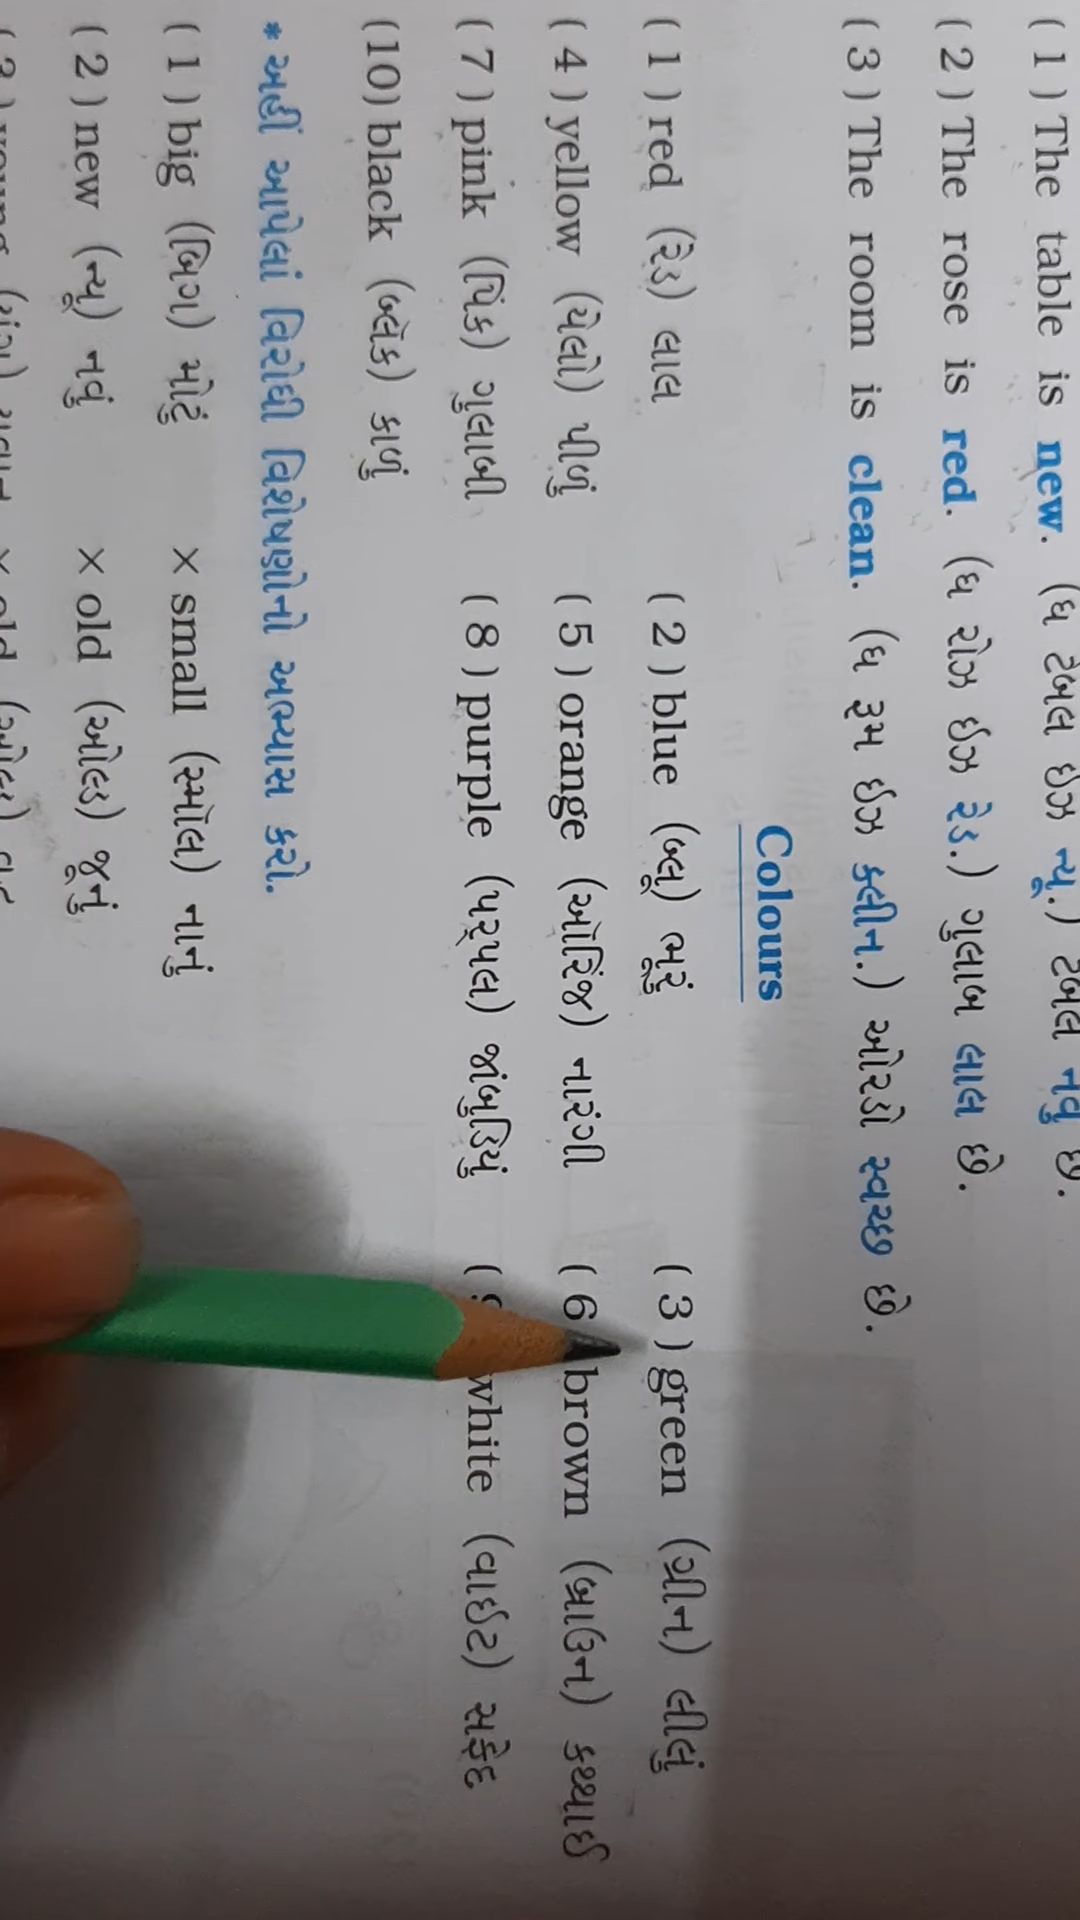 ( 1 ) The table is new. (ધ ટેબલ ઇઝ ન્યૂ.) ટેબલ નવું છે.
( 2 ) The rose is red. (ધ રોઝ ઇઝ રેડ.) ગુલાબ લાલ છે.
( 3 ) The room is clean. (ધ રૂમ ઇઝ ક્લીન.) ઓરડો સ્વચ્છ છે.
Colours
( 1 ) red (રેડ) લાલ ( 2 ) blue (બ્લૂ) ભૂરું ( 3 ) green (ગ્રીન) લીલું
( 4 ) yellow (યેલો) પીળું ( 5 ) orange (ઑરિંજ) નારંગી ( 6 brown (બ્રાઉન) કથ્થાઈ
( 7 ) pink (પિંક) ગુલાબી ( 8 ) purple (પર્પલ) જાંબુડિયું ( white (વાઇટ) સફેદ
(10) black (બ્લૅક) કાળું
* અહીં આપેલાં વિરોધી વિશેષણોનો અભ્યાસ કરો.
( 1 ) big (બિગ) મોટું × small (સ્મૉલ) નાનું
( 2 ) new (ન્યૂ) નવું × old (ઓલ્ડ) જૂનું